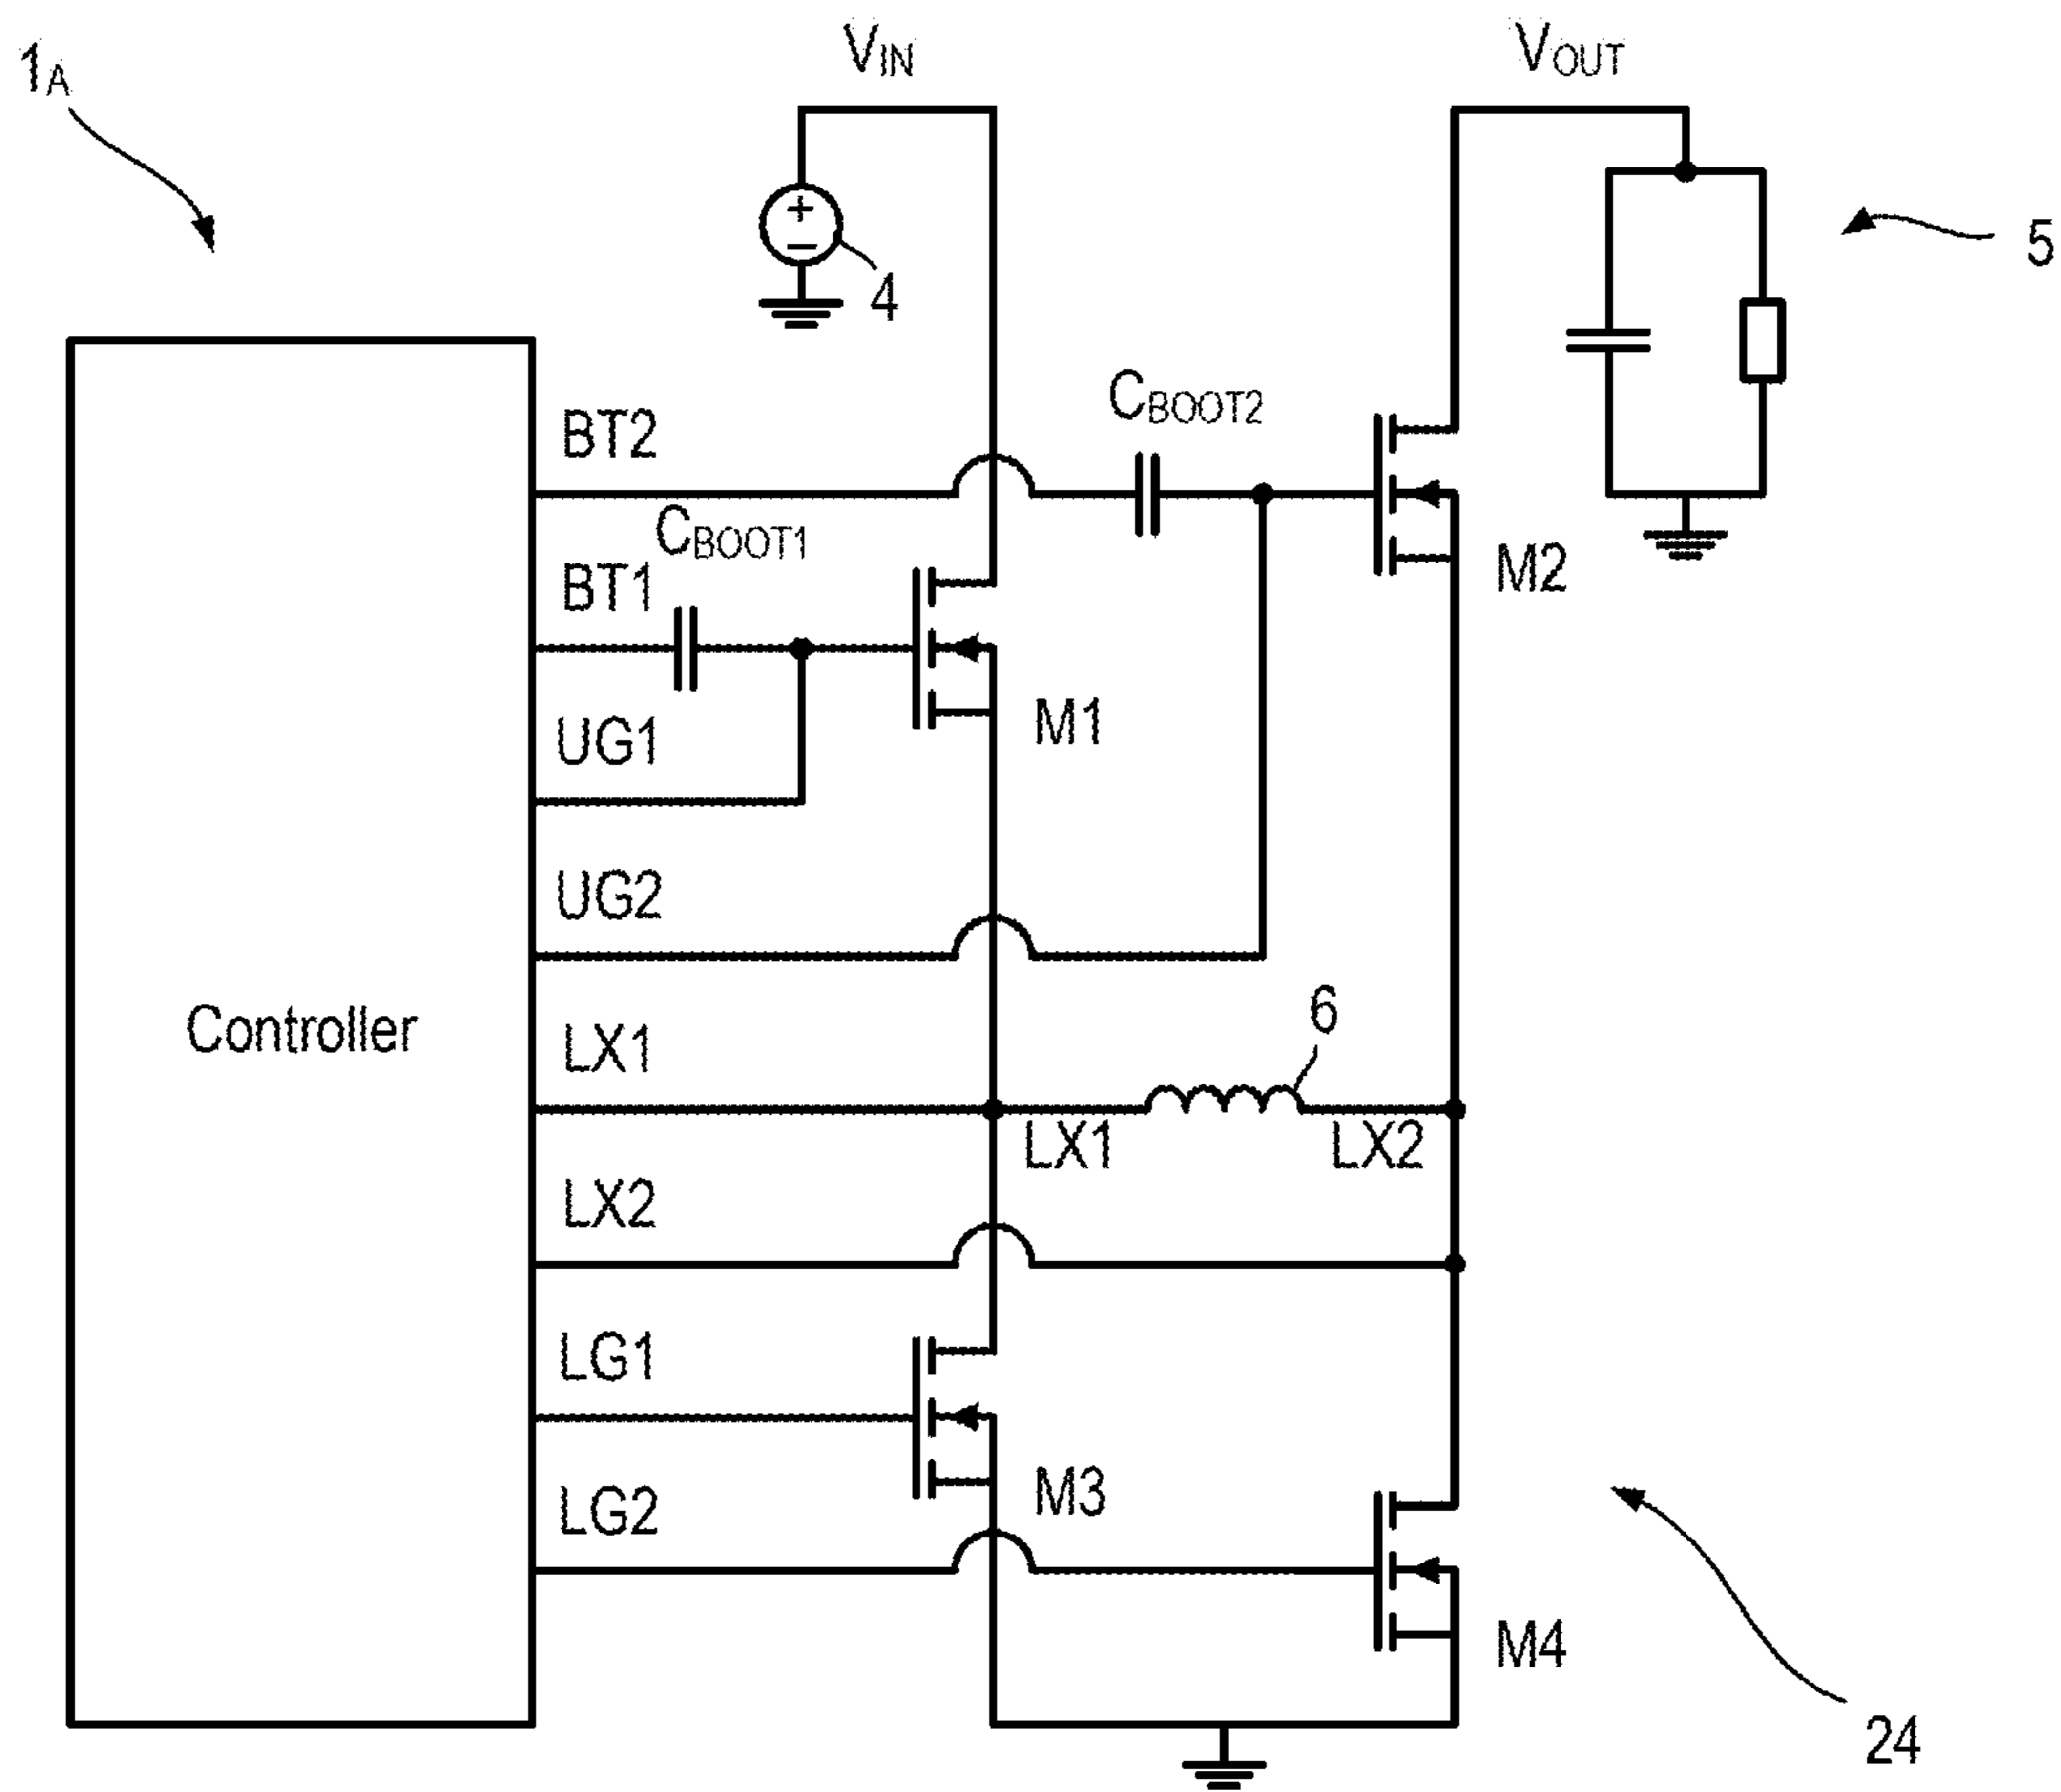 1A
VIN
VOUT
4
5
BT2
CBOOT2
CBOOT1
BT1
M2
UG1
M1
UG2
Controller
LX1
6
LX1
LX2
LX2
LG1
M3
LG2
M4
24